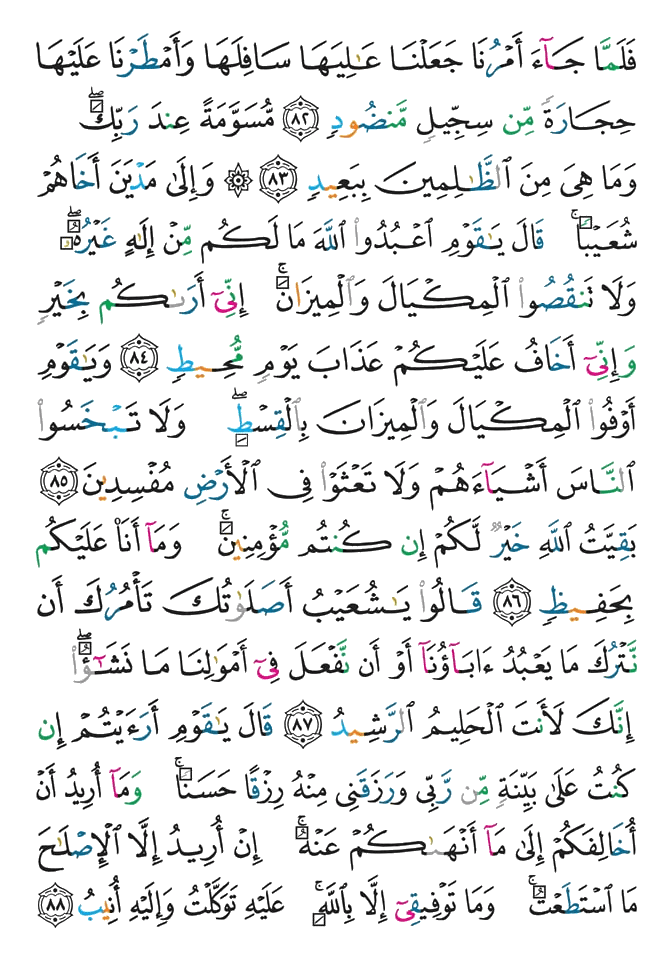 فَلَمَّا جَآءَ أَمْرُنَا جَعَلْنَا عَٰلِيَهَا سَافِلَهَا وَأَمْطَرْنَا عَلَيْهَا
حِجَارَةً مِّن سِجِّيلٍ مَّنضُودٍ ٨٢ مُّسَوَّمَةً عِندَ رَبِّكَۖ
وَمَا هِىَ مِنَ ٱلظَّٰلِمِينَ بِبَعِيدٍ ٨٣ ۞ وَإِلَىٰ مَدْيَنَ أَخَاهُمْ
شُعَيْبًاۚ قَالَ يَٰقَوْمِ ٱعْبُدُوا۟ ٱللَّهَ مَا لَكُم مِّنْ إِلَٰهٍ غَيْرُهُۥۖ
وَلَا تَنقُصُوا۟ ٱلْمِكْيَالَ وَٱلْمِيزَانَۚ إِنِّىٓ أَرَىٰكُم بِخَيْرٍ
وَإِنِّىٓ أَخَافُ عَلَيْكُمْ عَذَابَ يَوْمٍ مُّحِيطٍ ٨٤ وَيَٰقَوْمِ
أَوْفُوا۟ ٱلْمِكْيَالَ وَٱلْمِيزَانَ بِٱلْقِسْطِۖ وَلَا تَبْخَسُوا۟
ٱلنَّاسَ أَشْيَآءَهُمْ وَلَا تَعْثَوْا۟ فِى ٱلْأَرْضِ مُفْسِدِينَ ٨٥
بَقِيَّتُ ٱللَّهِ خَيْرٌ لَّكُمْ إِن كُنتُم مُّؤْمِنِينَۚ وَمَآ أَنَا۠ عَلَيْكُم
بِحَفِيظٍ ٨٦ قَالُوا۟ يَٰشُعَيْبُ أَصَلَوٰتُكَ تَأْمُرُكَ أَن
نَّتْرُكَ مَا يَعْبُدُ ءَابَآؤُنَآ أَوْ أَن نَّفْعَلَ فِىٓ أَمْوَٰلِنَا مَا نَشَٰٓؤُا۟ۖ
إِنَّكَ لَأَنتَ ٱلْحَلِيمُ ٱلرَّشِيدُ ٨٧ قَالَ يَٰقَوْمِ أَرَءَيْتُمْ إِن
كُنتُ عَلَىٰ بَيِّنَةٍ مِّن رَّبِّى وَرَزَقَنِى مِنْهُ رِزْقًا حَسَنًاۚ وَمَآ أُرِيدُ أَنْ
أُخَالِفَكُمْ إِلَىٰ مَآ أَنْهَىٰكُمْ عَنْهُۚ إِنْ أُرِيدُ إِلَّا ٱلْإِصْلَٰحَ
مَا ٱسْتَطَعْتُۚ وَمَا تَوْفِيقِىٓ إِلَّا بِٱللَّهِۚ عَلَيْهِ تَوَكَّلْتُ وَإِلَيْهِ أُنِيبُ ٨٨